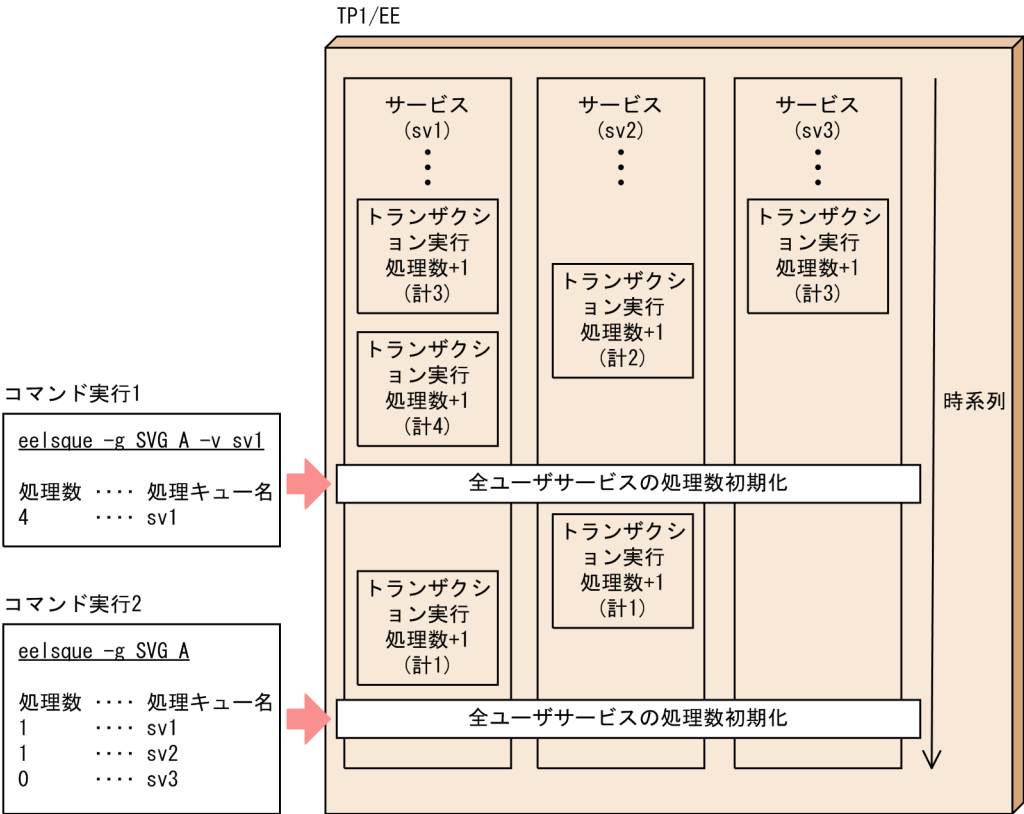 TP1/EE
サービス
(sv1)
⋮
トランザクシ
ョン実行
処理数+1
(計3)
トランザクシ
ョン実行
処理数+1
(計4)
サービス
(sv2)
⋮
トランザクシ
ョン実行
処理数+1
(計2)
サービス
(sv3)
⋮
トランザクシ
ョン実行
処理数+1
(計3)
時系列
コマンド実行1
eelsque -g SVG A -v sv1
処理数 ‥‥ 処理キュー名
4 ‥‥ sv1
全ユーザサービスの処理数初期化
トランザクシ
ョン実行
処理数+1
(計1)
トランザクシ
ョン実行
処理数+1
(計1)
コマンド実行2
eelsque -g SVG A
処理数 ‥‥ 処理キュー名
1 ‥‥ sv1
1 ‥‥ sv2
0 ‥‥ sv3
全ユーザサービスの処理数初期化